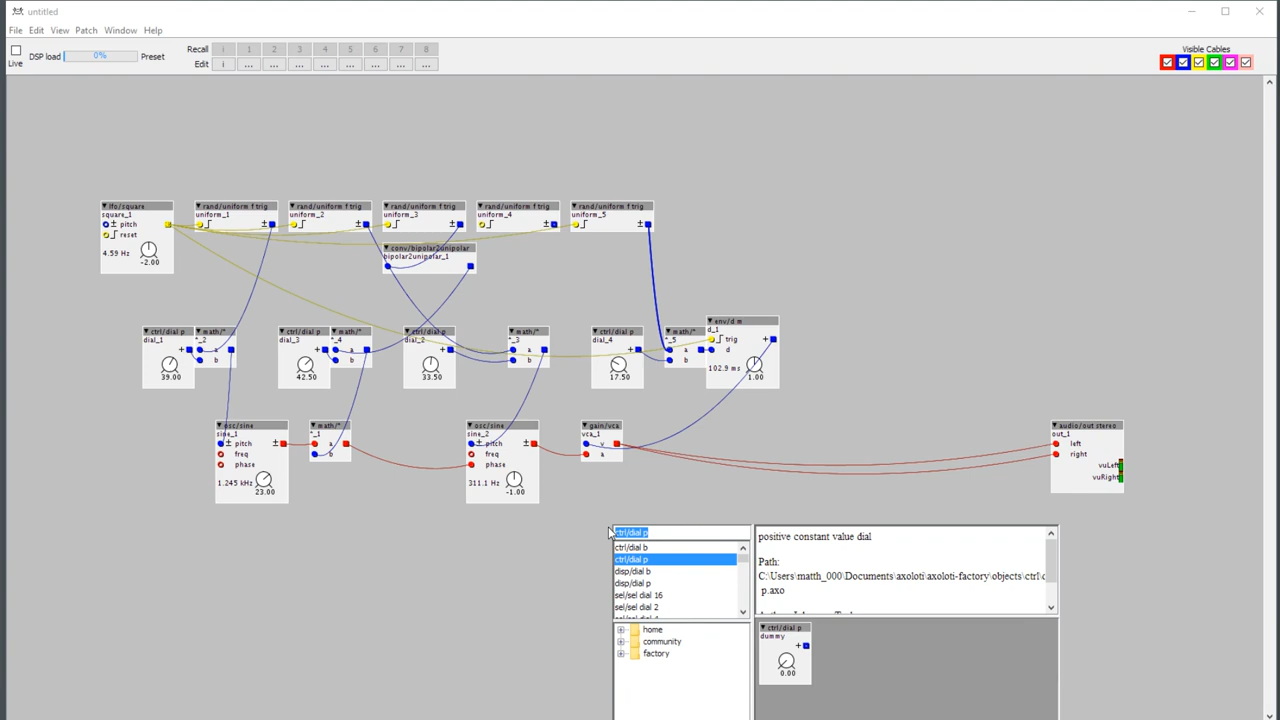 untitled
File Edit View Patch Window Help
Live
DSP load 0% Preset
Recall i 1 2 3 4 5 6 7 8
Edit i ... ... ... ... ... ... ... ...
Visible Cables
lfo/square
square_1
pitch
reset
4.59 Hz
-2.00
rand/uniform f trig
uniform_1
rand/uniform f trig
uniform_2
rand/uniform f trig
uniform_3
rand/uniform f trig
uniform_4
rand/uniform f trig
uniform_5
conv/bipolar2unipolar
bipolar2unipolar_1
ctrl/dial p
dial_1
39.00
math/*
*_2
a
b
ctrl/dial p
dial_3
42.50
math/*
*_4
a
b
ctrl/dial p
dial_2
33.50
math/*
*_3
a
b
ctrl/dial p
dial_4
17.50
math/*
*_5
a
b
env/d m
d_1
trig
d
102.9 ms
1.00
osc/sine
sine_1
pitch
freq
phase
1.245 kHz
23.00
math/*
*_1
a
b
osc/sine
sine_2
pitch
freq
phase
311.1 Hz
-1.00
gain/vca
vca_1
v
a
audio/out stereo
out_1
left
right
vuLeft
vuRight
ctrl/dial p
ctrl/dial b
ctrl/dial p
disp/dial b
disp/dial p
sel/sel dial 16
sel/sel dial 2
home
community
factory
positive constant value dial
Path:
C:\Users\matth_000\Documents\axoloti\axoloti-factory\objects\ctrl\
p.axo
ctrl/dial p
dummy
0.00